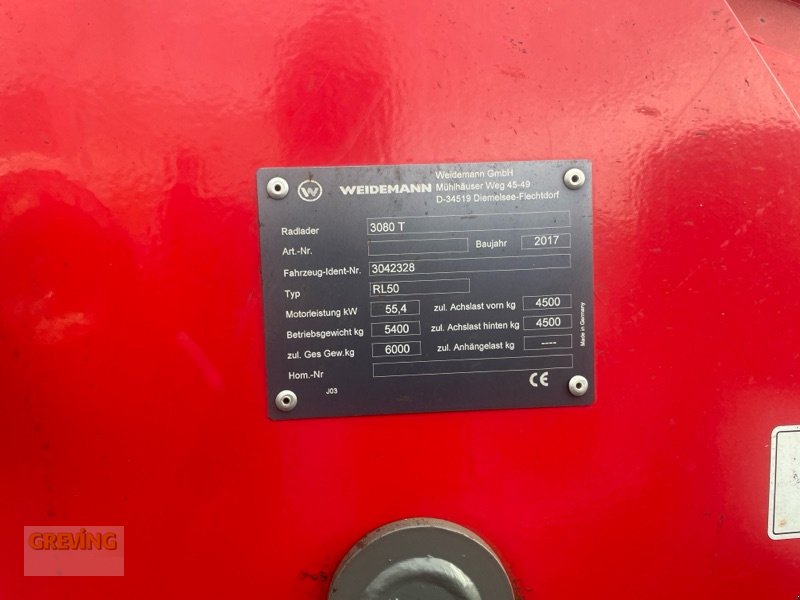 W WEIDEMANN
Weidemann GmbH
Mühlhäuser Weg 45-49
D-34519 Diemelsee-Flechtdorf
Radlader 3080 T
Art.-Nr. Baujahr 2017
Fahrzeug-Ident-Nr. 3042328
Typ RL50
Motorleistung kW 55,4 zul. Achslast vorn kg 4500
Betriebsgewicht kg 5400 zul. Achslast hinten kg 4500
zul. Ges Gew.kg 6000 zul. Anhängelast kg ----
Hom.-Nr
J03
CE
Made in Germany
GREVING